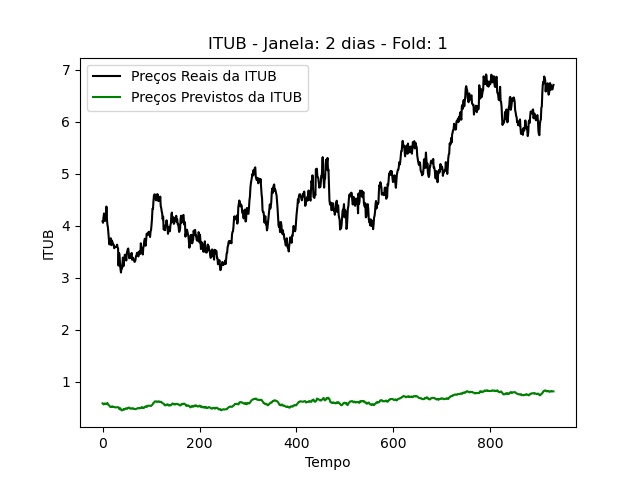 ITUB - Janela: 2 dias - Fold: 1
Preços Reais da ITUB
Preços Previstos da ITUB
7
6
5
4
3
2
1
ITUB
0
200
400
600
800
Tempo